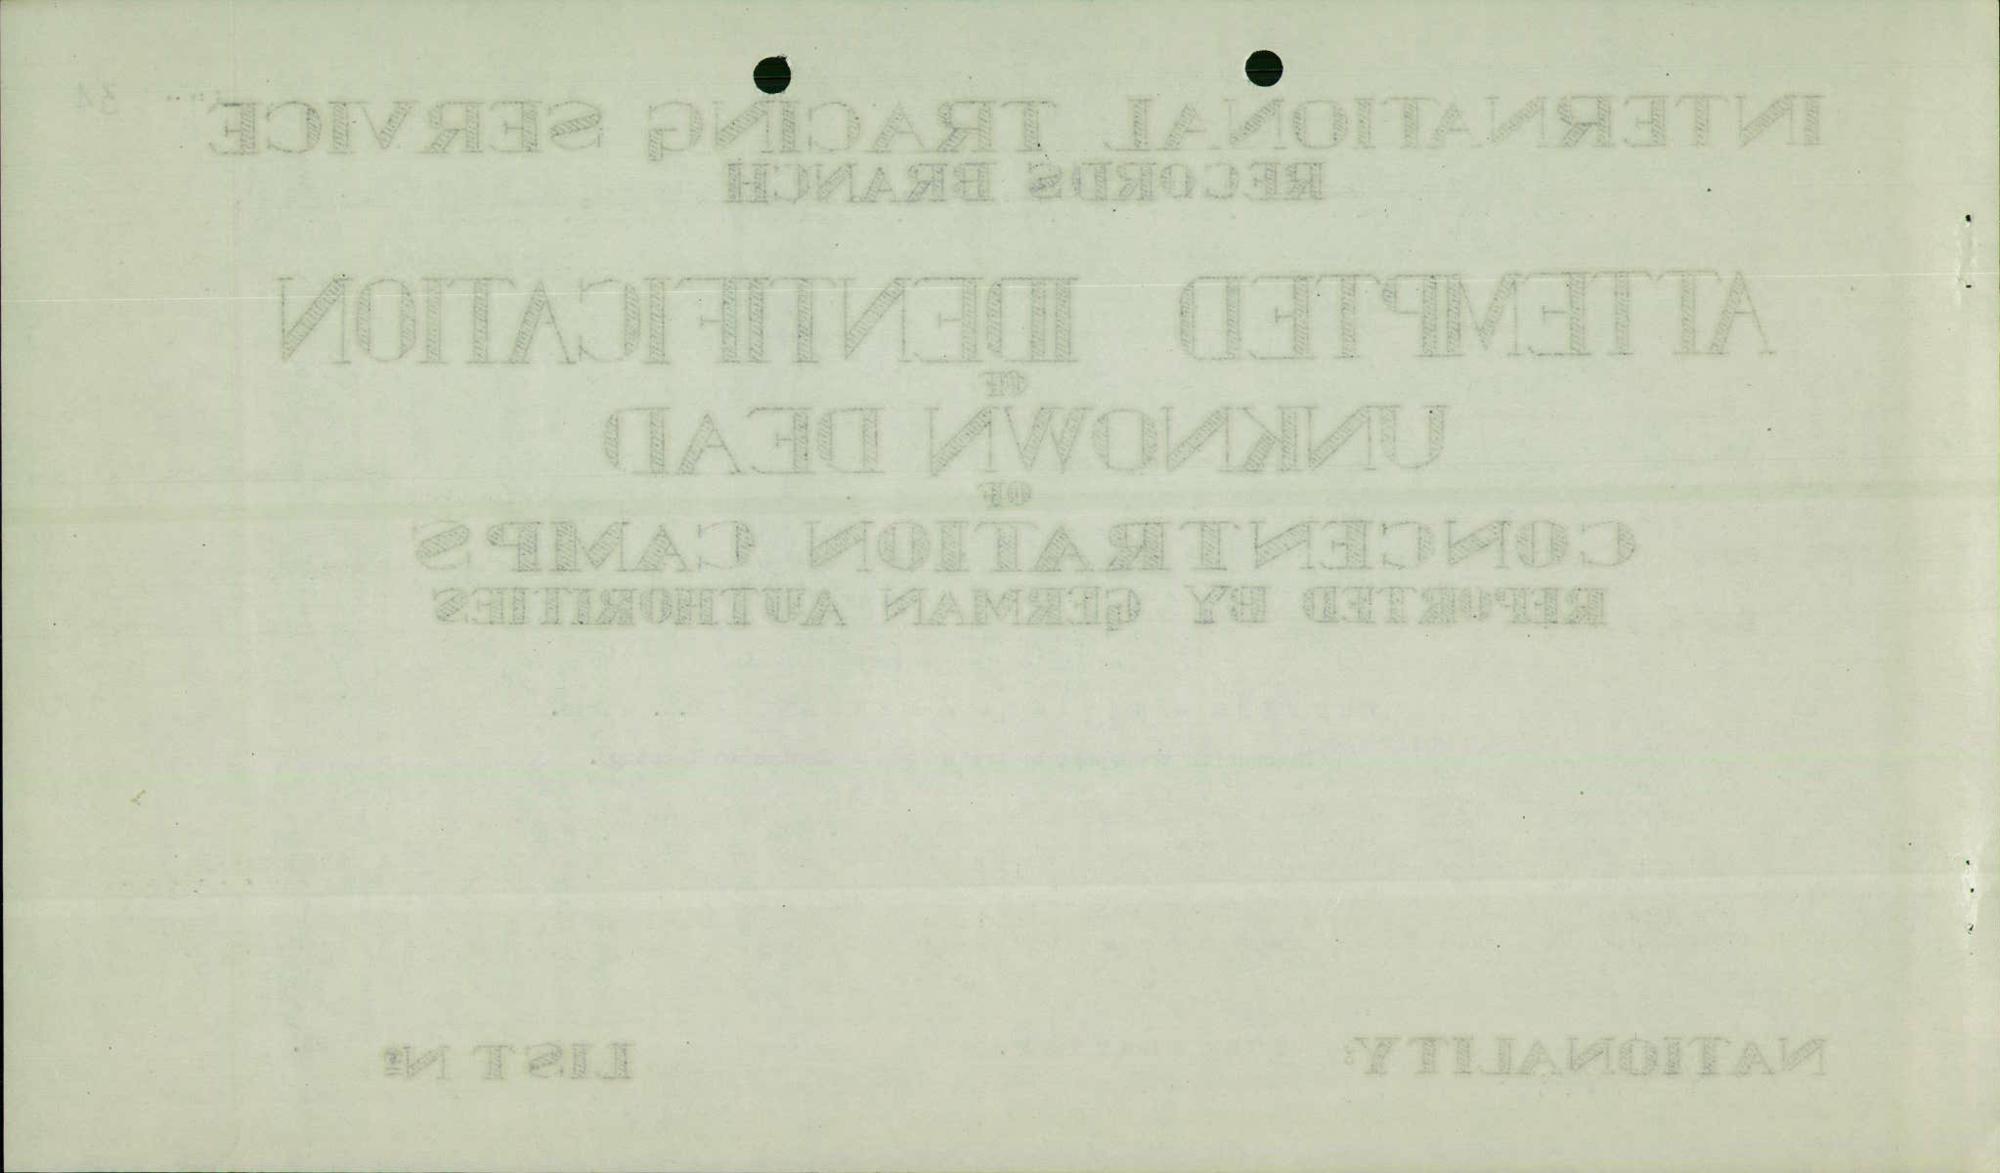 INTERNATIONAL TRACING SERVICE
RECORDS BRANCH
ATTEMPTED IDENTIFICATION
OF
UNKNOWN DEAD
OF
CONCENTRATION CAMPS
REPORTED BY GERMAN AUTHORITIES
NATIONALITY: LIST Nº